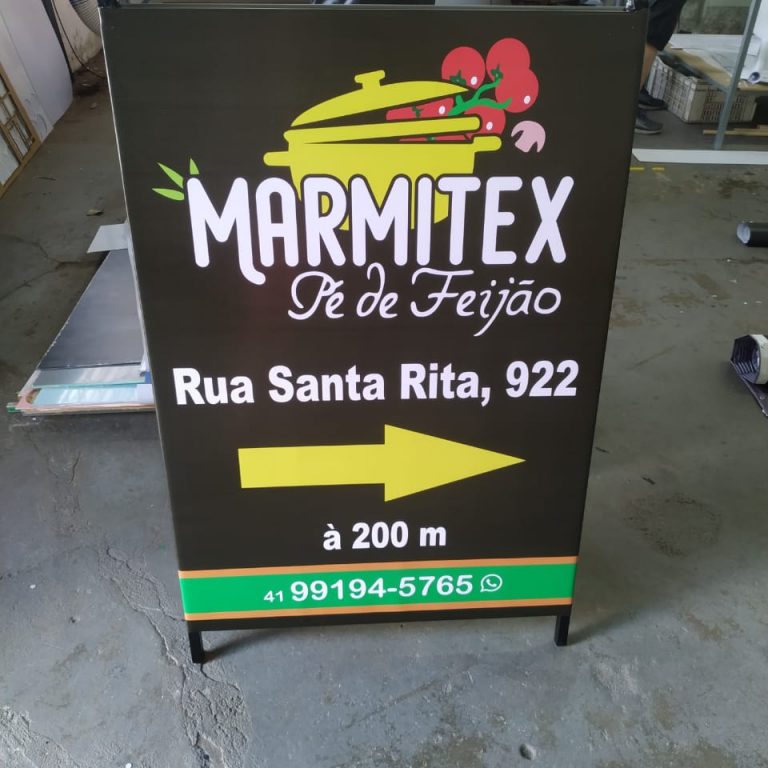 MARMITEX
Pé de Feijão
Rua Santa Rita, 922
à 200 m
41 99194-5765